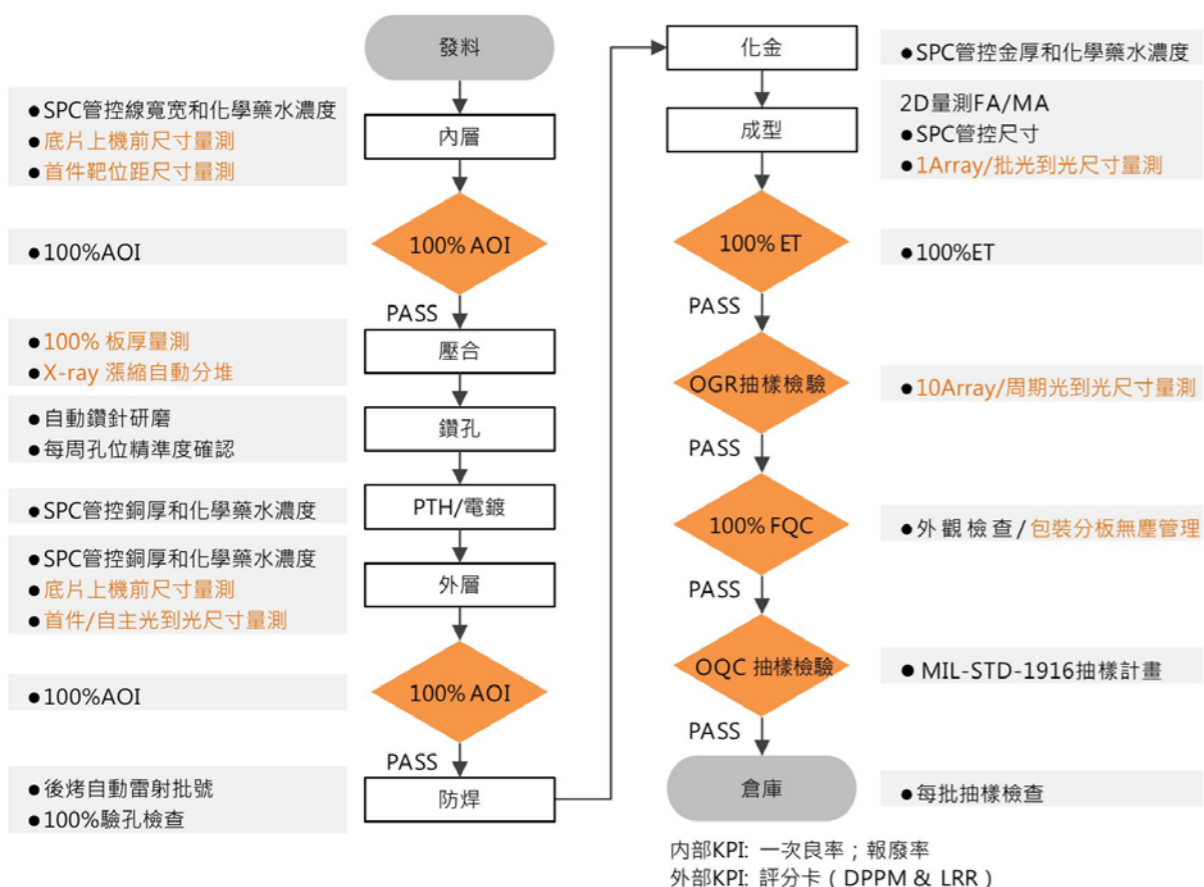 發料
●SPC管控線寬宽和化學藥水濃度
●底片上機前尺寸量測
●首件靶位距尺寸量測
內層
●100%AOI
100% AOI
PASS
●100% 板厚量測
●X-ray 漲縮自動分堆
壓合
●自動鑽針研磨
●每周孔位精準度確認
鑽孔
●SPC管控銅厚和化學藥水濃度
PTH/電鍍
●SPC管控銅厚和化學藥水濃度
●底片上機前尺寸量測
●首件/自主光到光尺寸量測
外層
●100%AOI
100% AOI
PASS
●後烤自動雷射批號
●100%驗孔檢查
防焊
化金
●SPC管控金厚和化學藥水濃度
成型
2D量測FA/MA
●SPC管控尺寸
●1Array/批光到光尺寸量測
100% ET
●100%ET
PASS
OGR抽樣檢驗
●10Array/周期光到光尺寸量測
PASS
100% FQC
●外觀檢查/包裝分板無塵管理
PASS
OQC 抽樣檢驗
● MIL-STD-1916抽樣計畫
PASS
倉庫
●每批抽樣檢查
內部KPI: 一次良率；報廢率
外部KPI: 評分卡（DPPM & LRR）